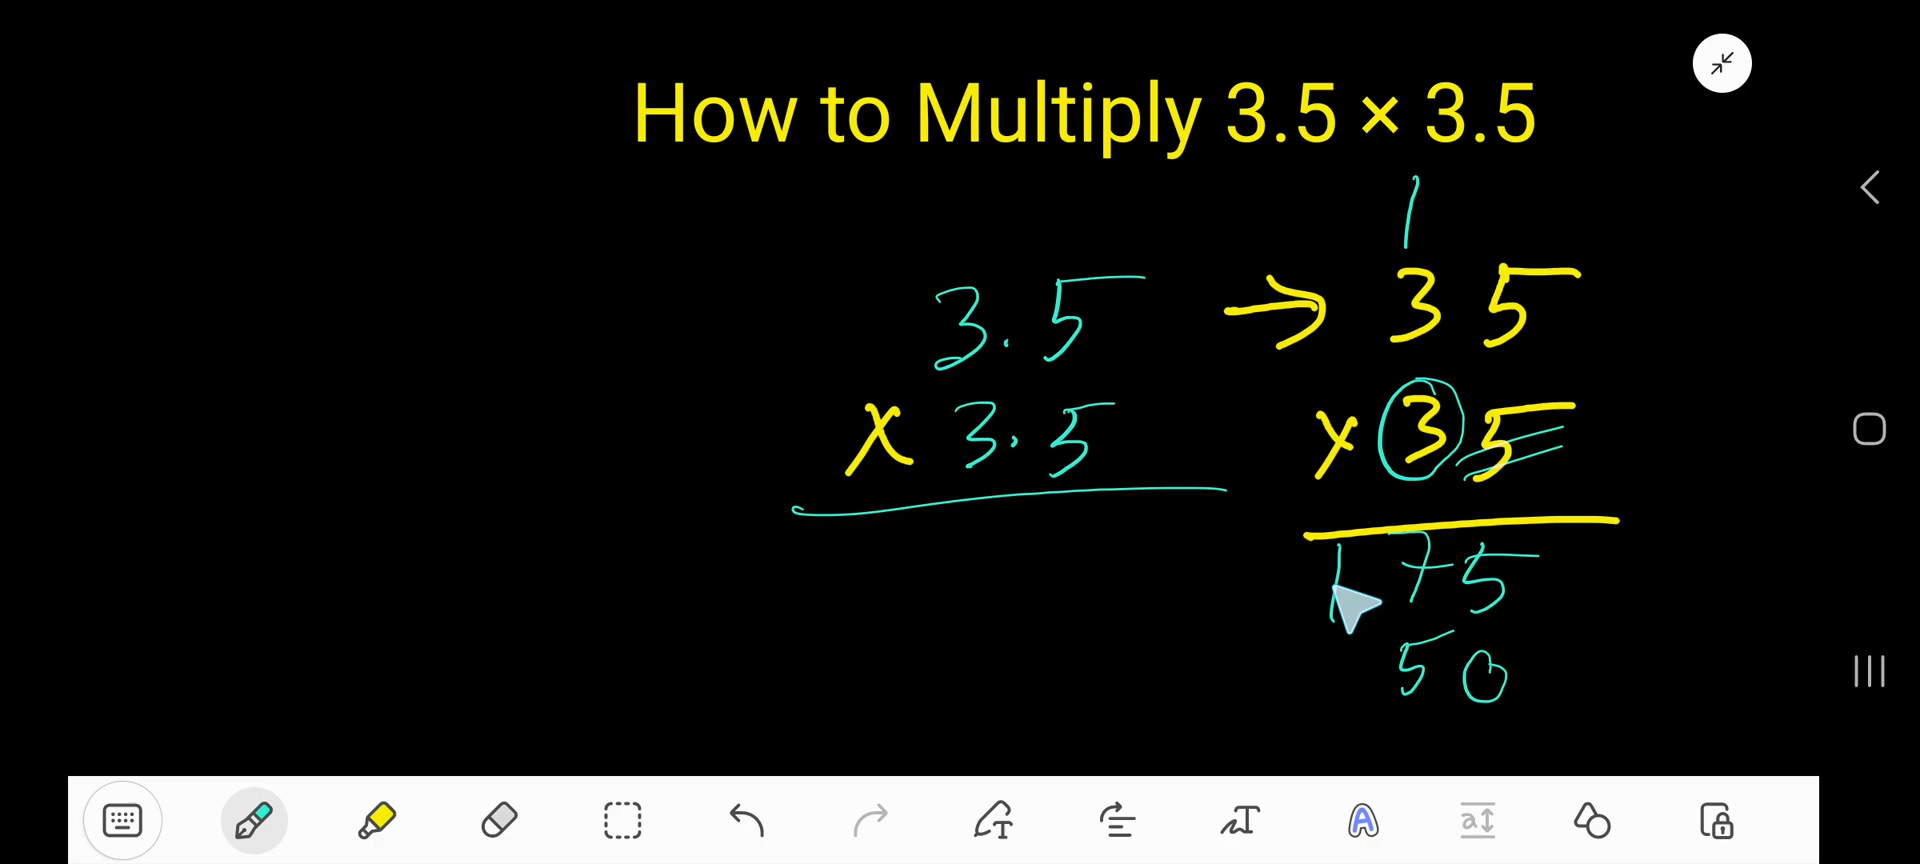 How to Multiply 3.5 × 3.5
1
3.5 → 35
× 3.5 × 35
175
50
T
T
A
a